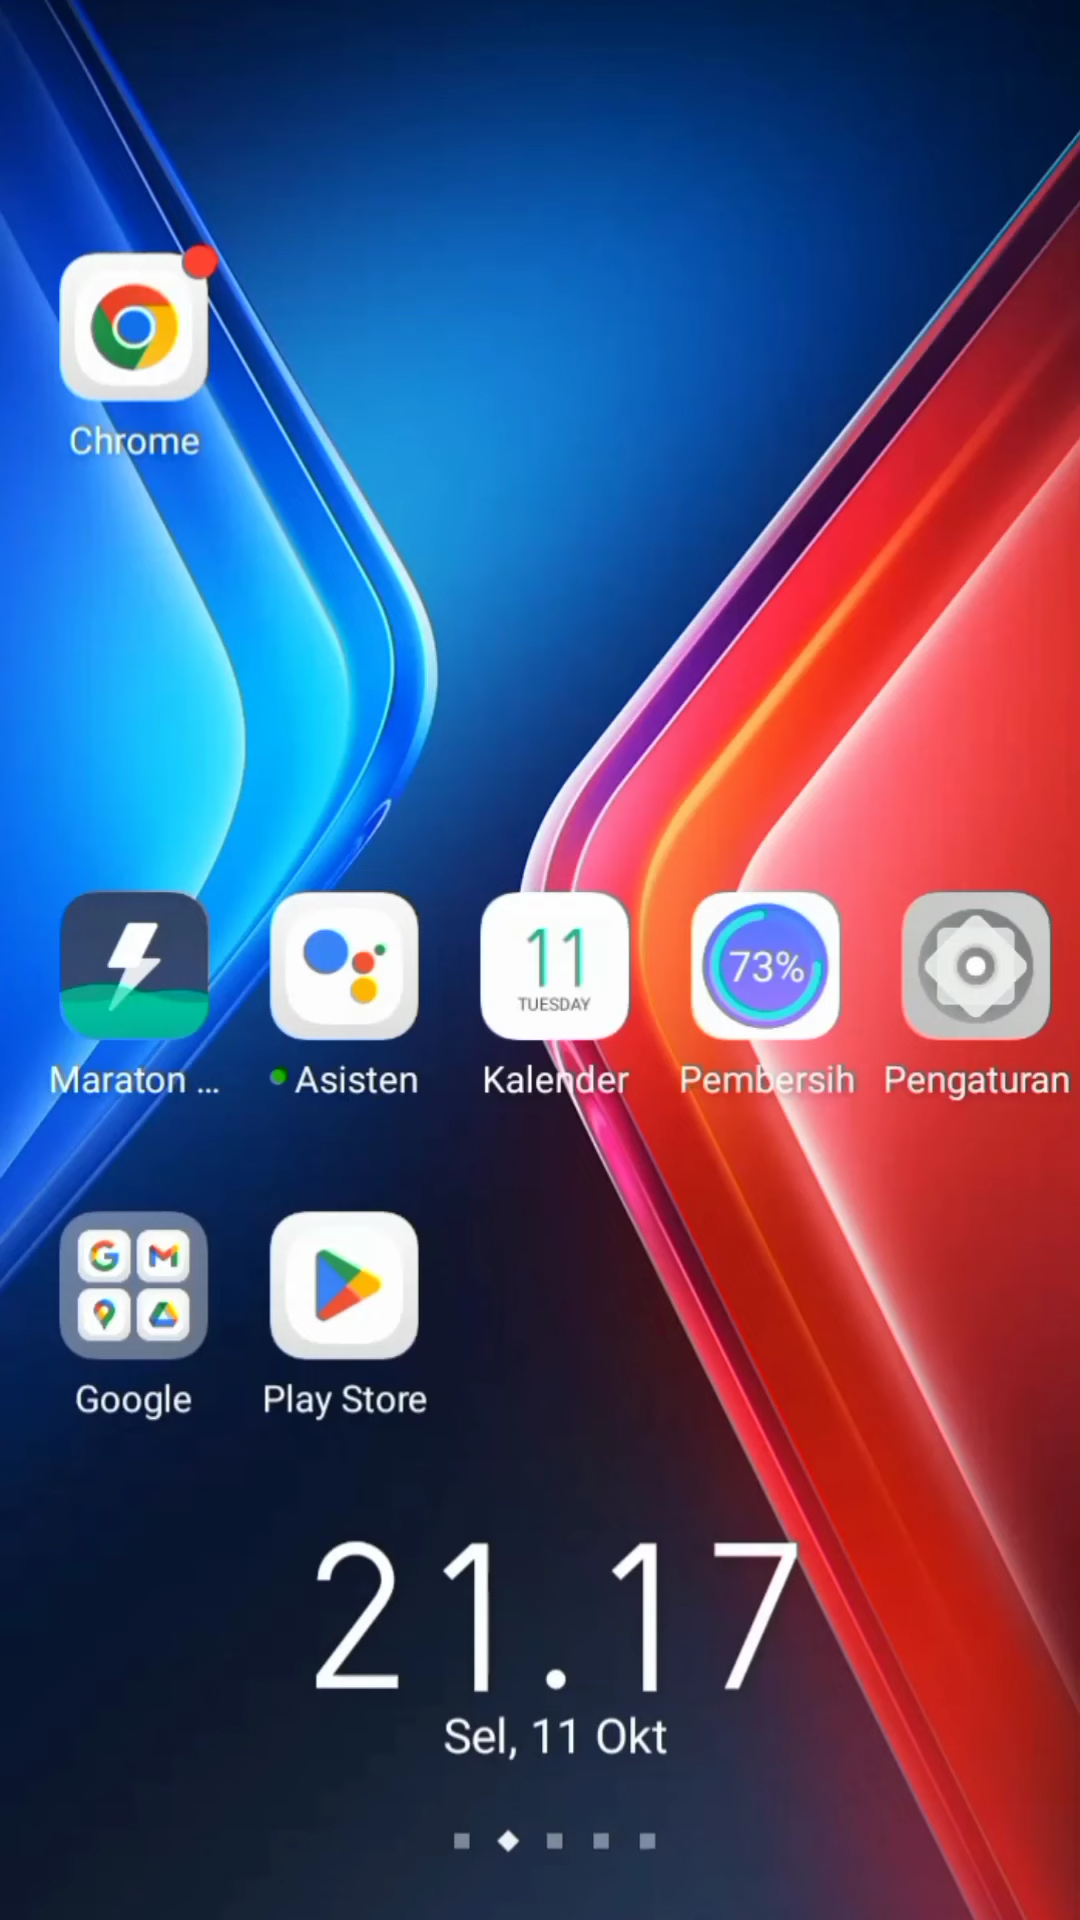 Chrome
11
TUESDAY
73%
Maraton ...
Asisten
Kalender
Pembersih
Pengaturan
Google
Play Store
21.17
Sel, 11 Okt